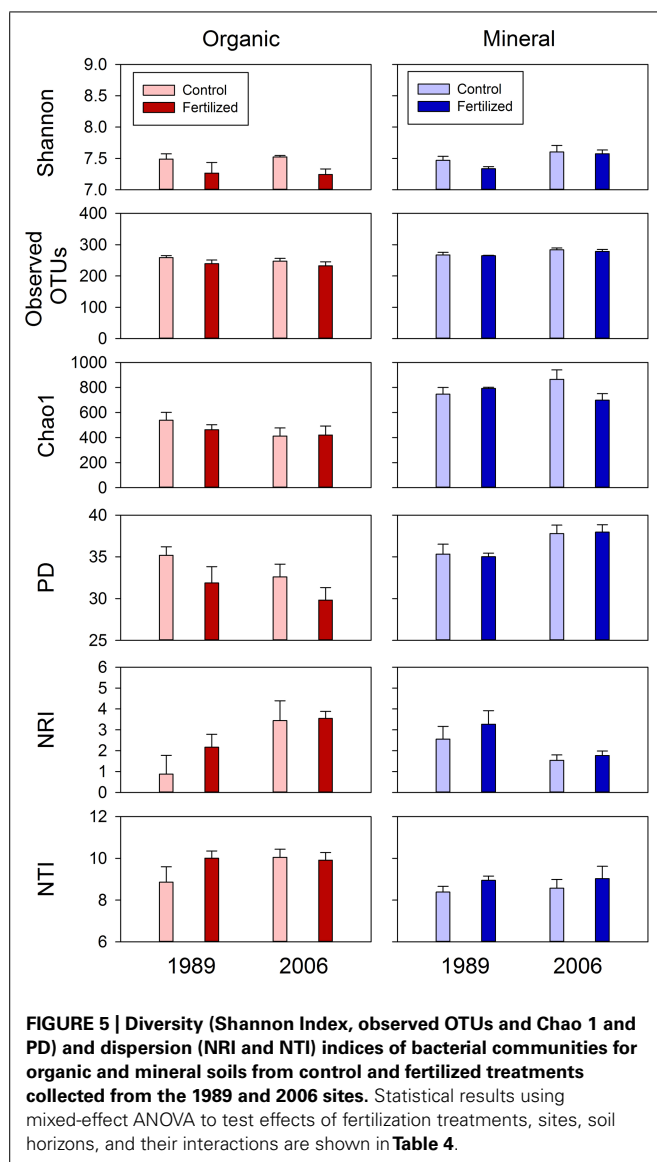 Organic Mineral
Shannon
9.0
8.5
8.0
7.5
7.0
Control
Fertilized
Control
Fertilized
Observed
OTUs
400
300
200
100
0
Chao1
1000
800
600
400
200
0
PD
40
35
30
25
NRI
6
5
4
3
2
1
0
NTI
12
10
8
6
1989 2006 1989 2006
FIGURE 5 | Diversity (Shannon Index, observed OTUs and Chao 1 and
PD) and dispersion (NRI and NTI) indices of bacterial communities for
organic and mineral soils from control and fertilized treatments
collected from the 1989 and 2006 sites. Statistical results using
mixed-effect ANOVA to test effects of fertilization treatments, sites, soil
horizons, and their interactions are shown in Table 4.